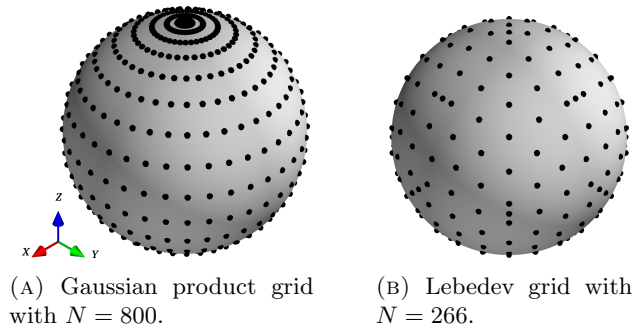 Z
X
Y
(A) Gaussian product grid
with N = 800.
(B) Lebedev grid with
N = 266.